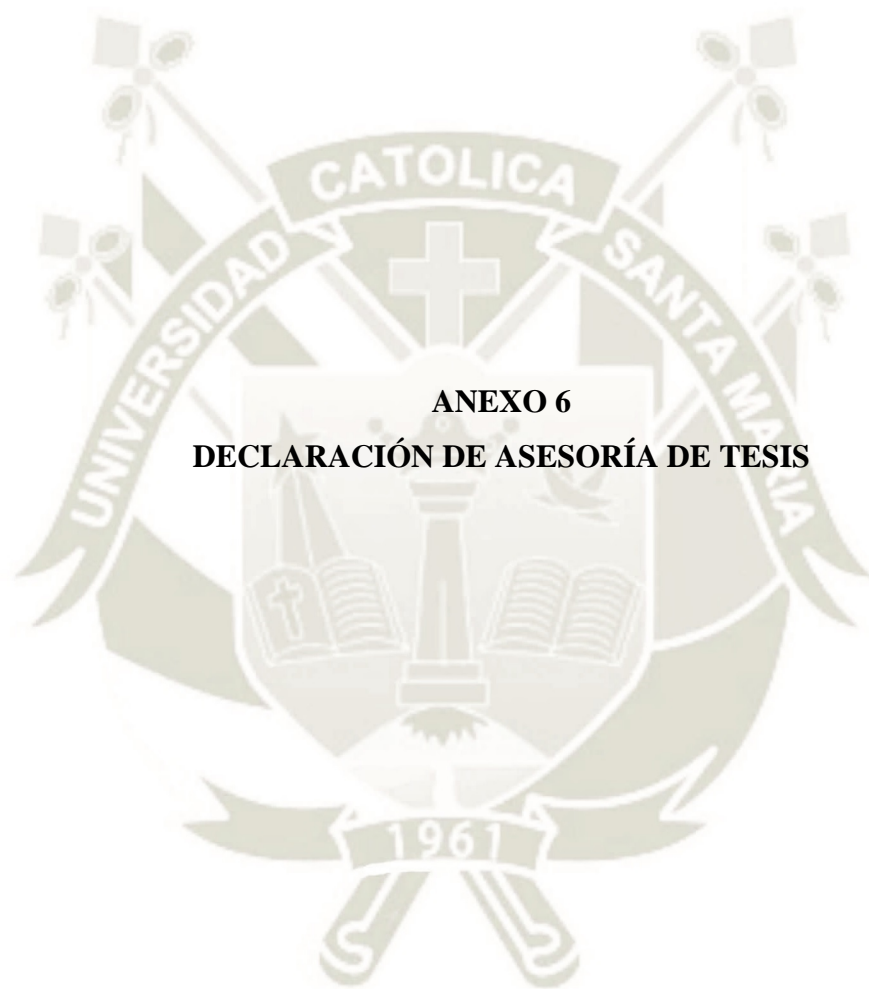 UNIVERSIDAD CATOLICA SANTA MARIA
ANEXO 6
DECLARACIÓN DE ASESORÍA DE TESIS
1961